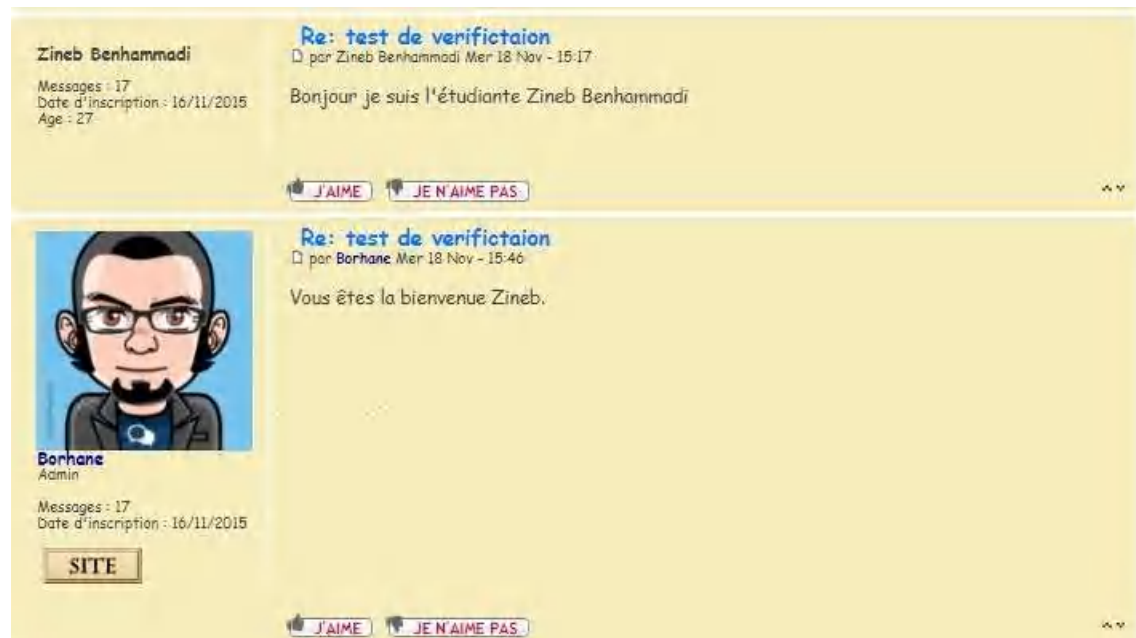 Zineb Benhammadi
Messages : 17
Date d'inscription : 16/11/2015
Age : 27
Re: test de verifictaion
par Zineb Benhammadi Mer 18 Nov - 15:17
Bonjour je suis l'étudiante Zineb Benhammadi
J'AIME
JE N'AIME PAS
Borhane
Admin
Messages : 17
Date d'inscription : 16/11/2015
SITE
Re: test de verifictaion
par Borhane Mer 18 Nov - 15:46
Vous êtes la bienvenue Zineb.
J'AIME
JE N'AIME PAS